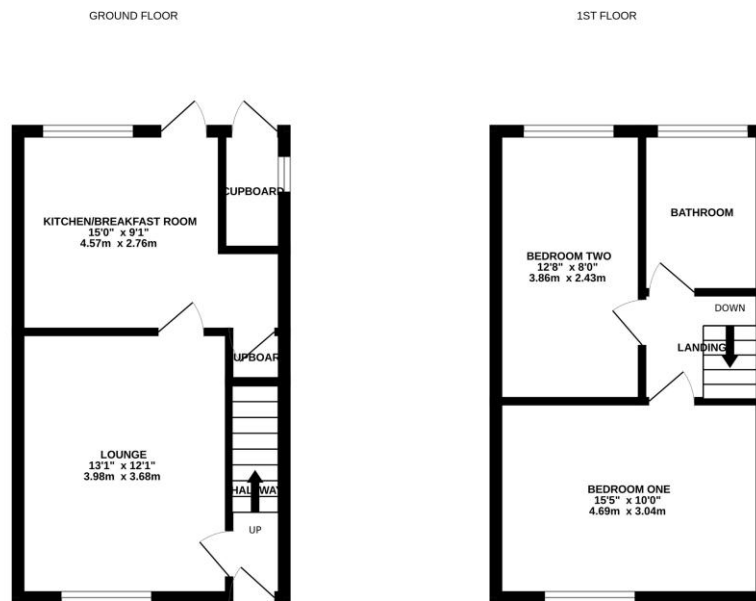 GROUND FLOOR
1ST FLOOR
CUPBOARD
KITCHEN/BREAKFAST ROOM
15'0" x 9'1"
4.57m x 2.76m
CUPBOARD
LOUNGE
13'1" x 12'1"
3.98m x 3.68m
HALLWAY
UP
BATHROOM
BEDROOM TWO
12'8" x 8'0"
3.86m x 2.43m
DOWN
LANDING
BEDROOM ONE
15'5" x 10'0"
4.69m x 3.04m